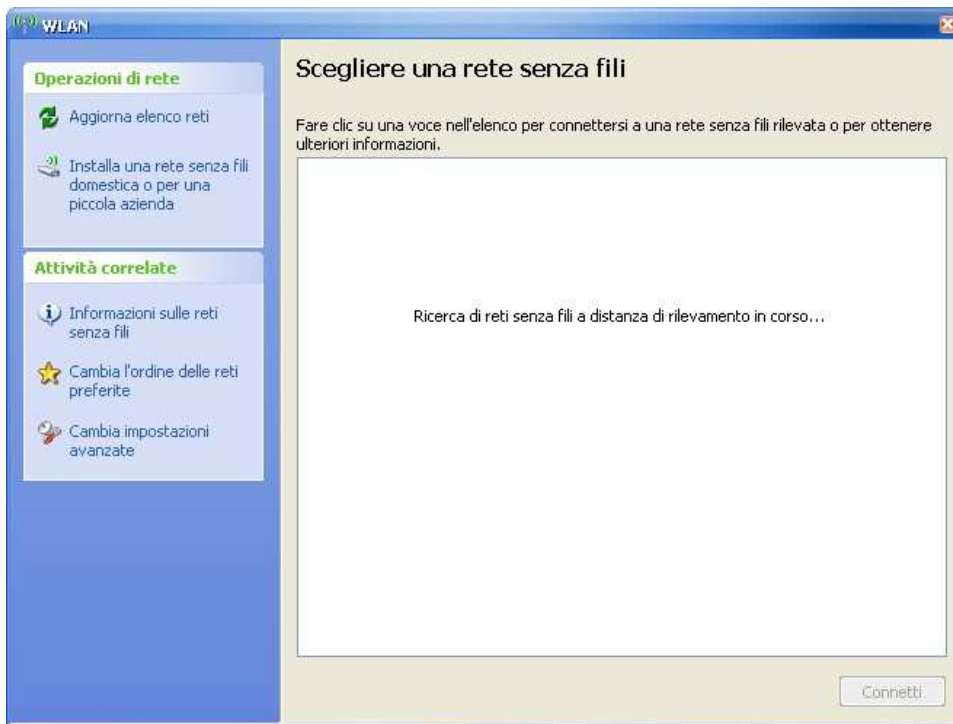 WLAN
Operazioni di rete
Aggiorna elenco reti
Installa una rete senza fili
domestica o per una
piccola azienda
Attività correlate
Informazioni sulle reti
senza fili
Cambia l'ordine delle reti
preferite
Cambia impostazioni
avanzate
Scegliere una rete senza fili
Fare clic su una voce nell'elenco per connettersi a una rete senza fili rilevata o per ottenere
ulteriori informazioni.
Ricerca di reti senza fili a distanza di rilevamento in corso...
Connetti